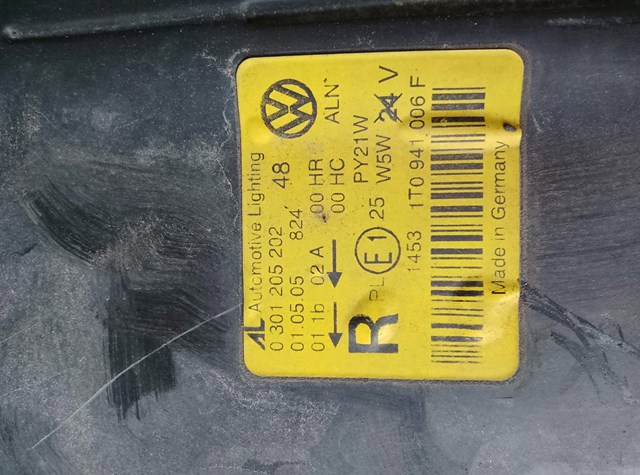 AL Automotive Lighting
0 301 205 202
01.05.05 824 48
01 1b 02 A 00 HR ALN
00 HC
R PL E1 25 PY21W
W5W 24 V
1453 1T0 941 006 F
Made in Germany